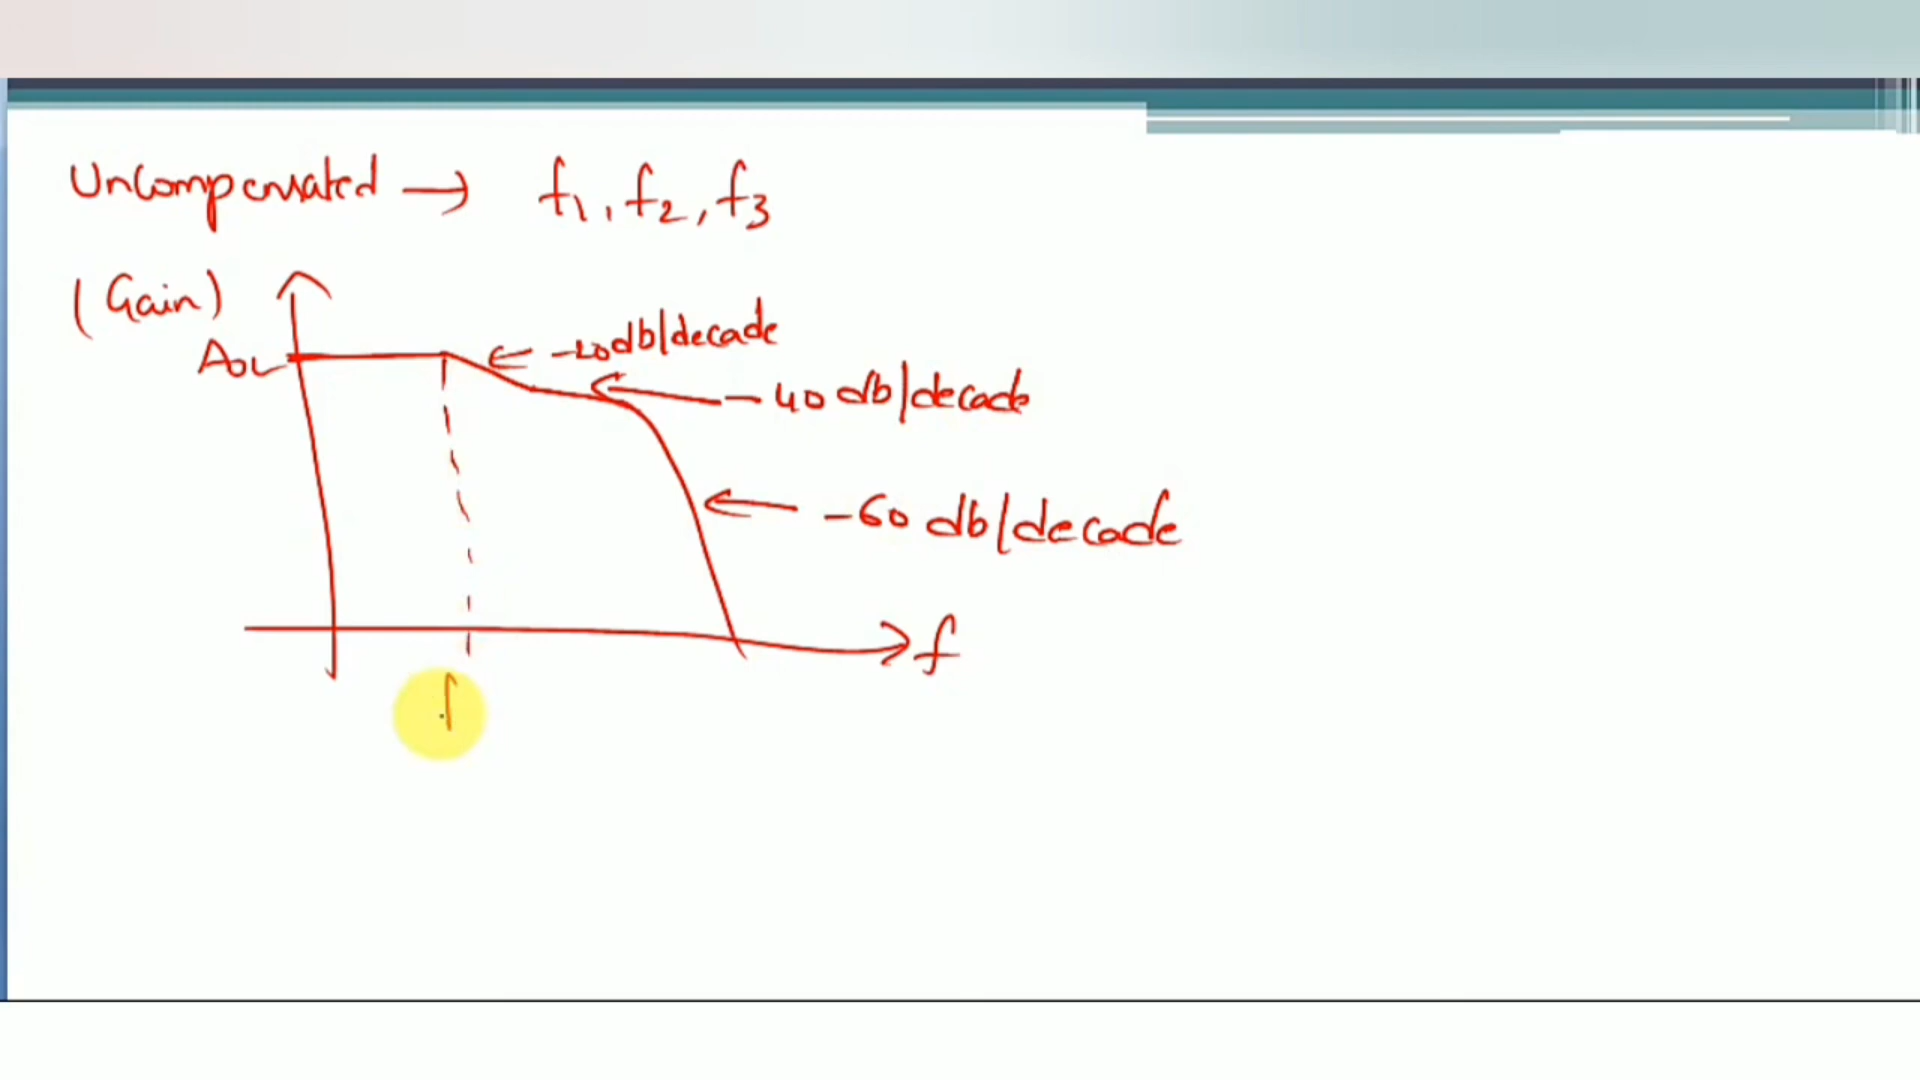 Uncompensated → f1, f2, f3
(Gain)
AOL
-20db/decade
-40 db/decade
-60 db/decade
f
f